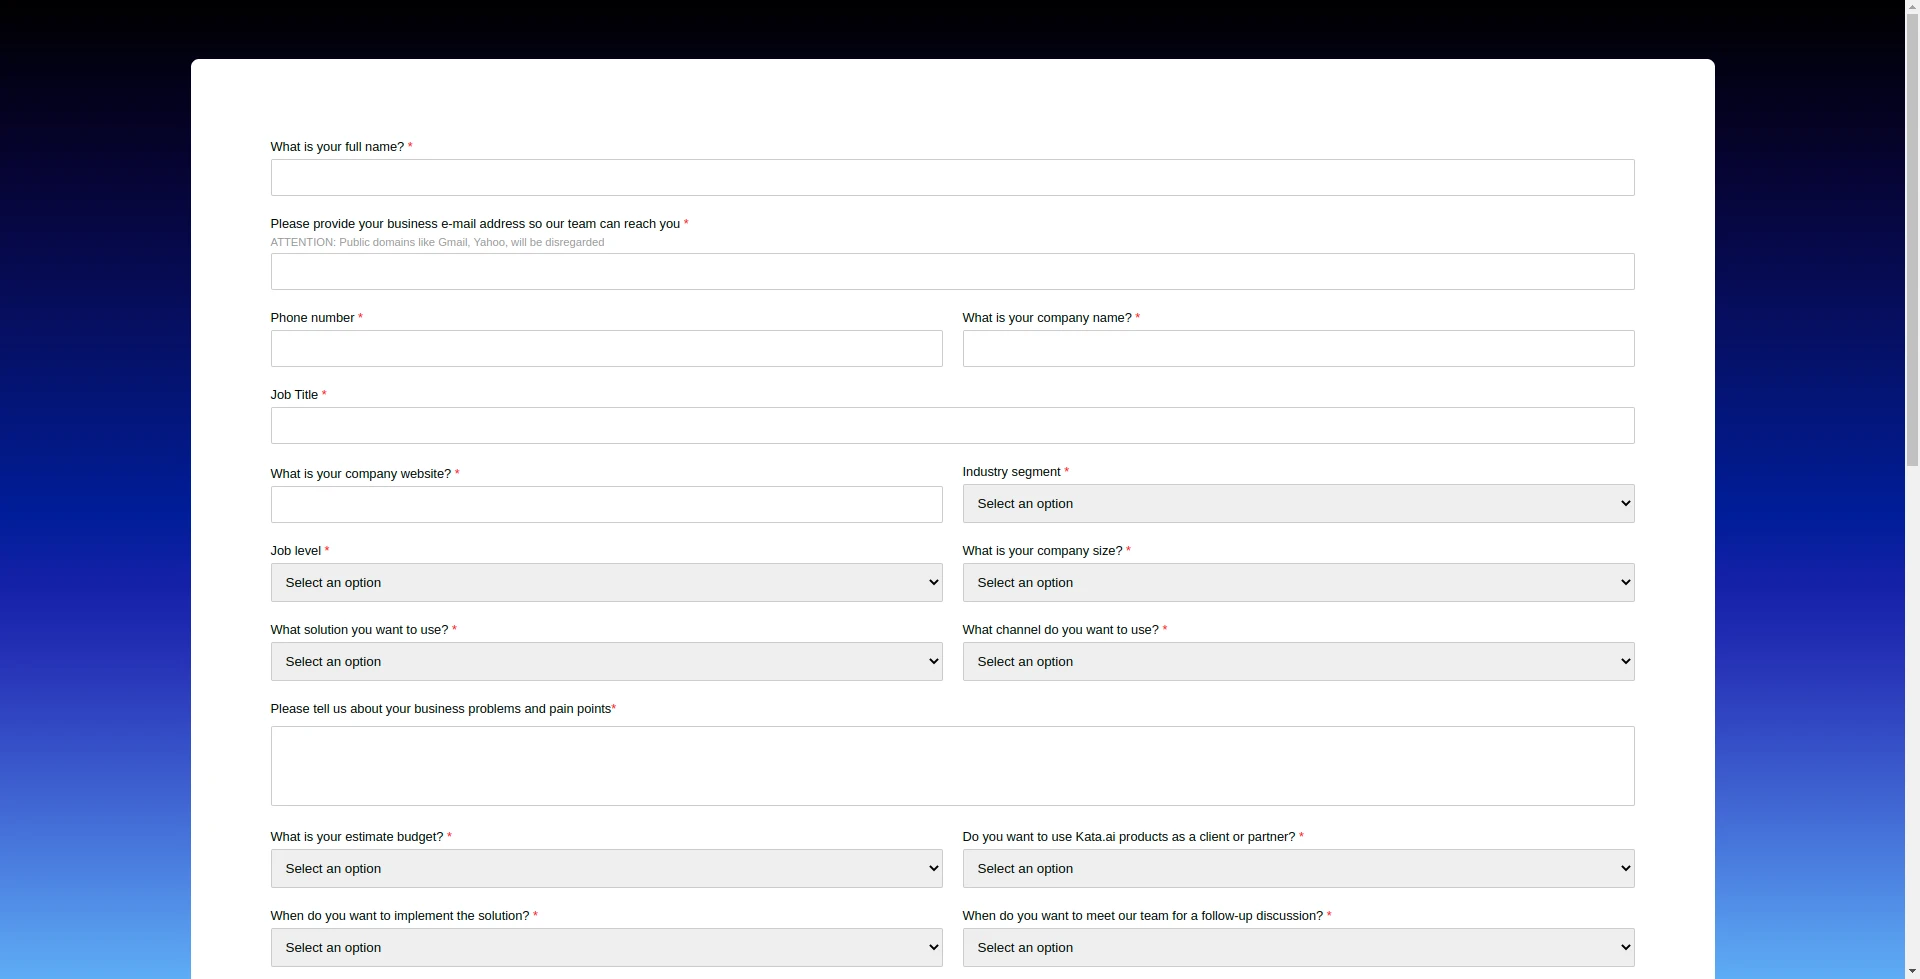 What is your full name? *
Please provide your business e-mail address so our team can reach you *
ATTENTION: Public domains like Gmail, Yahoo, will be disregarded
Phone number *
What is your company name? *
Job Title *
What is your company website? *
Industry segment *
Select an option
Job level *
What is your company size? *
Select an option
Select an option
What solution you want to use? *
What channel do you want to use? *
Select an option
Select an option
Please tell us about your business problems and pain points*
What is your estimate budget? *
Do you want to use Kata.ai products as a client or partner? *
Select an option
Select an option
When do you want to implement the solution? *
When do you want to meet our team for a follow-up discussion? *
Select an option
Select an option